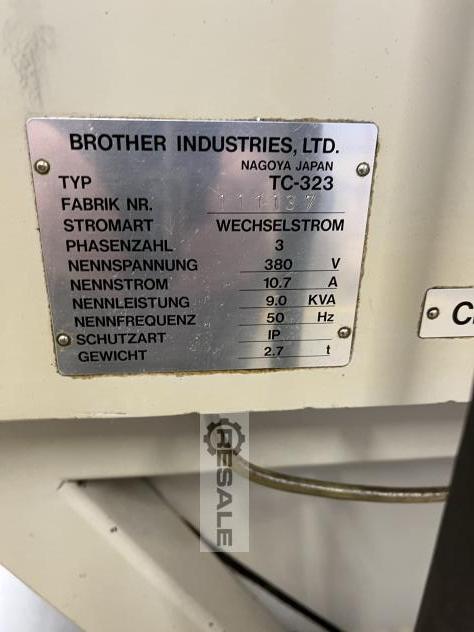 BROTHER INDUSTRIES, LTD.
NAGOYA JAPAN
TYP TC-323
FABRIK NR. 111137
STROMART WECHSELSTROM
PHASENZAHL 3
NENNSPANNUNG 380 V
NENNSTROM 10.7 A
NENNLEISTUNG 9.0 KVA
NENNFREQUENZ 50 Hz
SCHUTZART IP
GEWICHT 2.7 t
RESALE